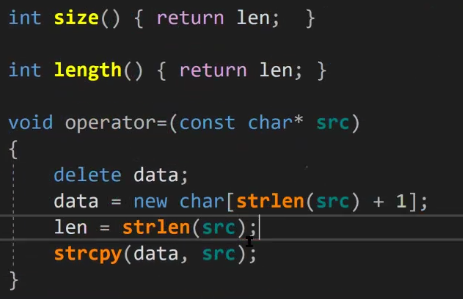 int size() { return len;  }
int length() { return len; }
void operator=(const char* src)
{
    delete data;
    data = new char[strlen(src) + 1];
    len = strlen(src);
    strcpy(data, src);
}